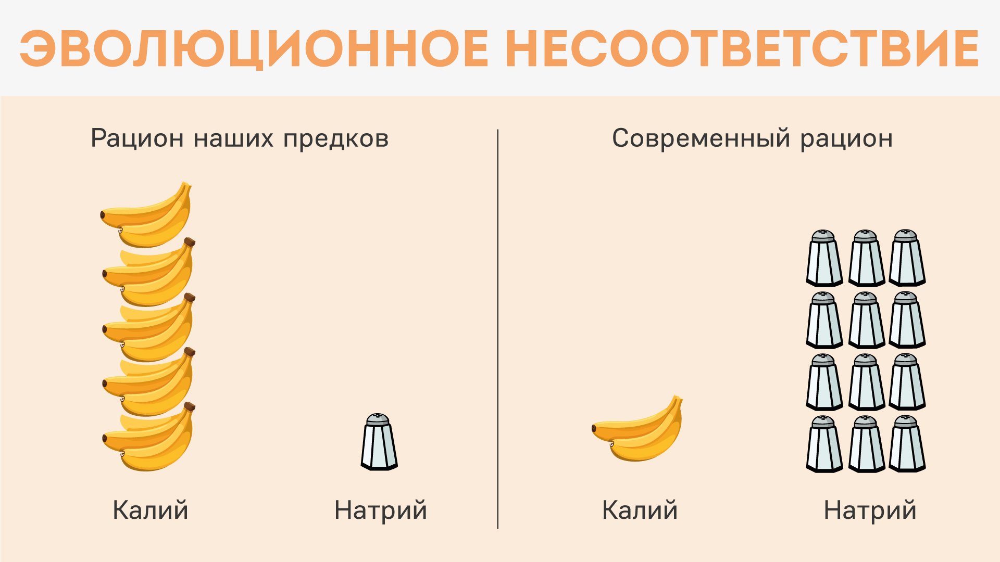 ЭВОЛЮЦИОННОЕ НЕСООТВЕТСТВИЕ
Рацион наших предков
Современный рацион
Калий
Натрий
Калий
Натрий